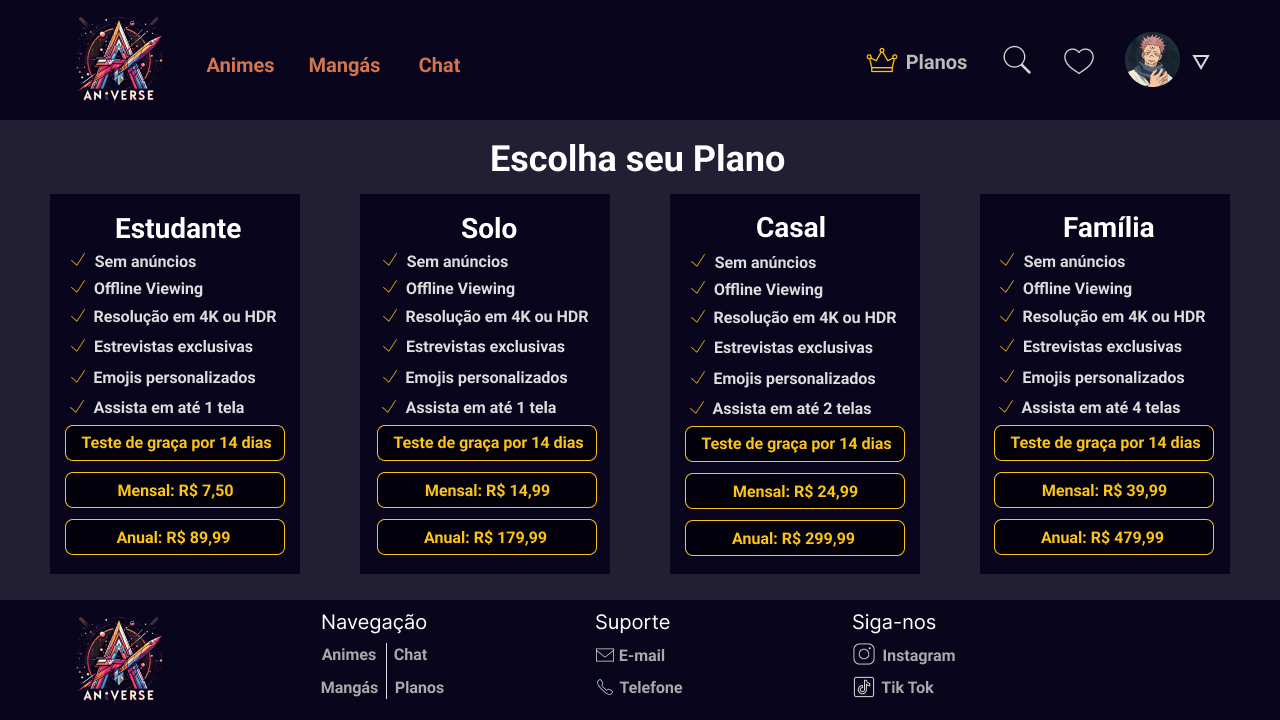 ANIVERSE
Animes
Mangás
Chat
Planos
Escolha seu Plano
Estudante
Sem anúncios
Offline Viewing
Resolução em 4K ou HDR
Estrevistas exclusivas
Emojis personalizados
Assista em até 1 tela
Teste de graça por 14 dias
Mensal: R$ 7,50
Anual: R$ 89,99
Solo
Sem anúncios
Offline Viewing
Resolução em 4K ou HDR
Estrevistas exclusivas
Emojis personalizados
Assista em até 1 tela
Teste de graça por 14 dias
Mensal: R$ 14,99
Anual: R$ 179,99
Casal
Sem anúncios
Offline Viewing
Resolução em 4K ou HDR
Estrevistas exclusivas
Emojis personalizados
Assista em até 2 telas
Teste de graça por 14 dias
Mensal: R$ 24,99
Anual: R$ 299,99
Família
Sem anúncios
Offline Viewing
Resolução em 4K ou HDR
Estrevistas exclusivas
Emojis personalizados
Assista em até 4 telas
Teste de graça por 14 dias
Mensal: R$ 39,99
Anual: R$ 479,99
ANIVERSE
Navegação
Animes
Chat
Mangás
Planos
Suporte
E-mail
Telefone
Siga-nos
Instagram
Tik Tok